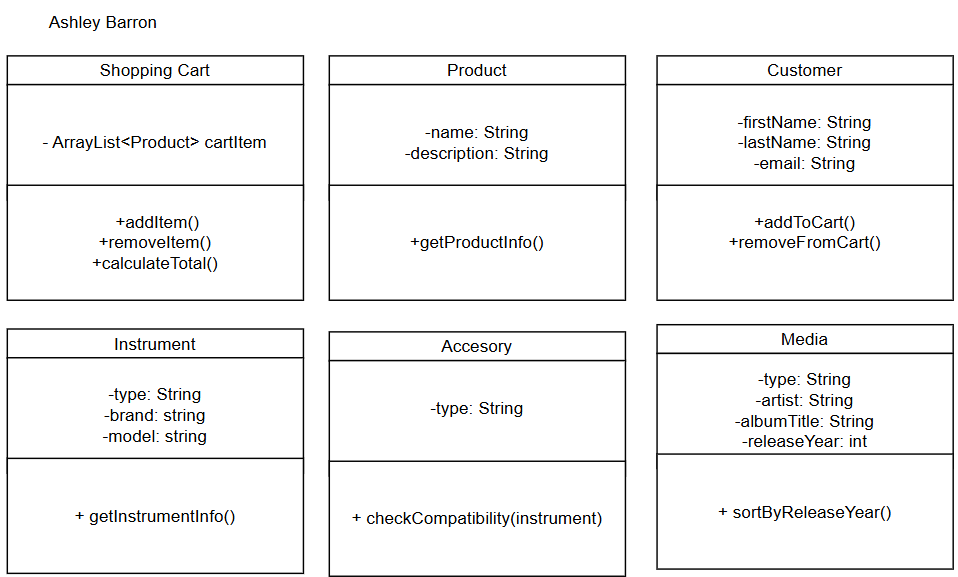 Ashley Barron
Shopping Cart
- ArrayList<Product> cartItem
+addItem()
+removeItem()
+calculateTotal()
Product
-name: String
-description: String
+getProductInfo()
Customer
-firstName: String
-lastName: String
-email: String
+addToCart()
+removeFromCart()
Instrument
-type: String
-brand: string
-model: string
+ getInstrumentInfo()
Accesory
-type: String
+ checkCompatibility(instrument)
Media
-type: String
-artist: String
-albumTitle: String
-releaseYear: int
+ sortByReleaseYear()